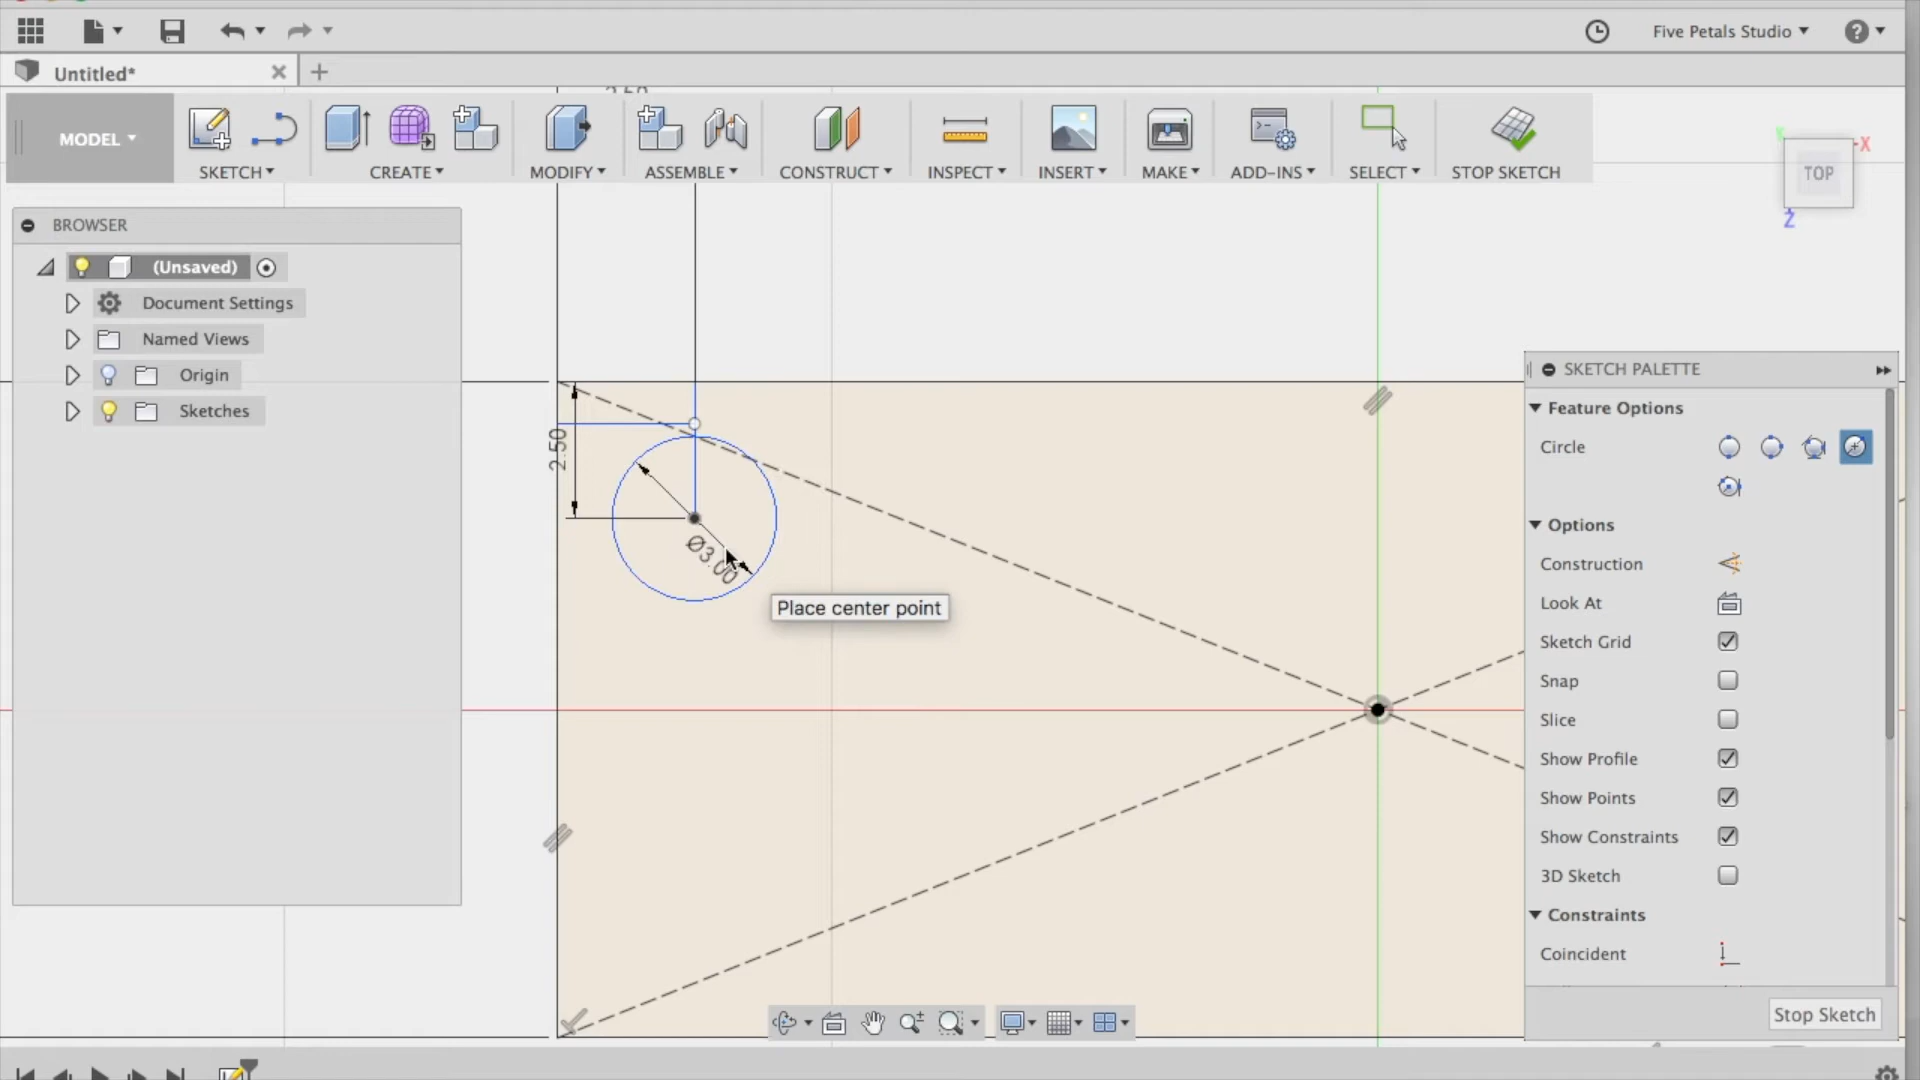 Five Petals Studio
?
Untitled*
MODEL
SKETCH
CREATE
MODIFY
ASSEMBLE
CONSTRUCT
INSPECT
INSERT
MAKE
ADD-INS
SELECT
STOP SKETCH
X
TOP
Z
BROWSER
(Unsaved)
Document Settings
Named Views
Origin
Sketches
2.50
Ø3.00
Place center point
SKETCH PALETTE
Feature Options
Circle
Options
Construction
Look At
Sketch Grid
Snap
Slice
Show Profile
Show Points
Show Constraints
3D Sketch
Constraints
Coincident
Stop Sketch